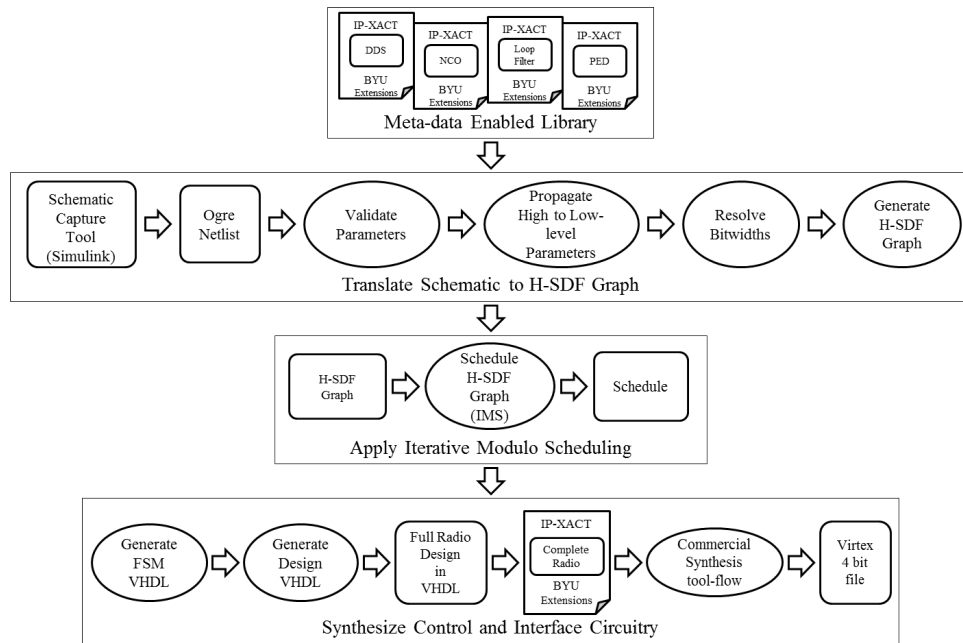 IP-XACT
DDS
BYU
Extensions
IP-XACT
NCO
BYU
Extensions
IP-XACT
Loop
Filter
BYU
Extensions
IP-XACT
PED
BYU
Extensions
Meta-data Enabled Library
Schematic
Capture
Tool
(Simulink)
Ogre
Netlist
Validate
Parameters
Propagate
High to Low-
level
Parameters
Resolve
Bitwidths
Generate
H-SDF
Graph
Translate Schematic to H-SDF Graph
H-SDF
Graph
Schedule
H-SDF
Graph
(IMS)
Schedule
Apply Iterative Modulo Scheduling
Generate
FSM
VHDL
Generate
Design
VHDL
Full Radio
Design
in
VHDL
IP-XACT
Complete
Radio
BYU
Extensions
Commercial
Synthesis
tool-flow
Virtex
4 bit
file
Synthesize Control and Interface Circuitry